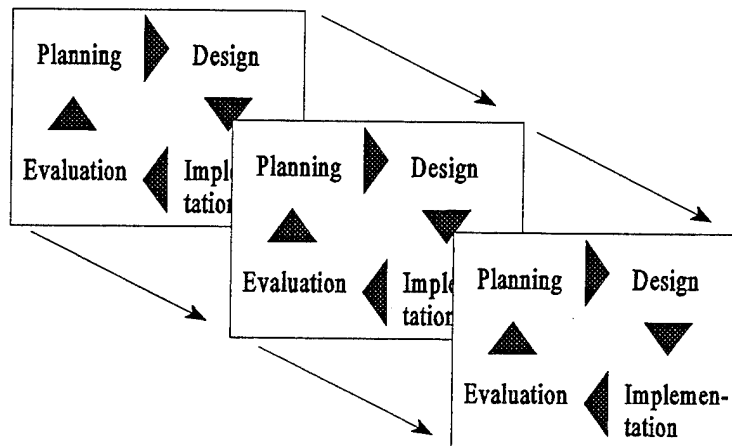 Planning Design
Evaluation Imple
tation
Planning Design
Evaluation Imple
tation
Planning Design
Evaluation Implemen-
tation